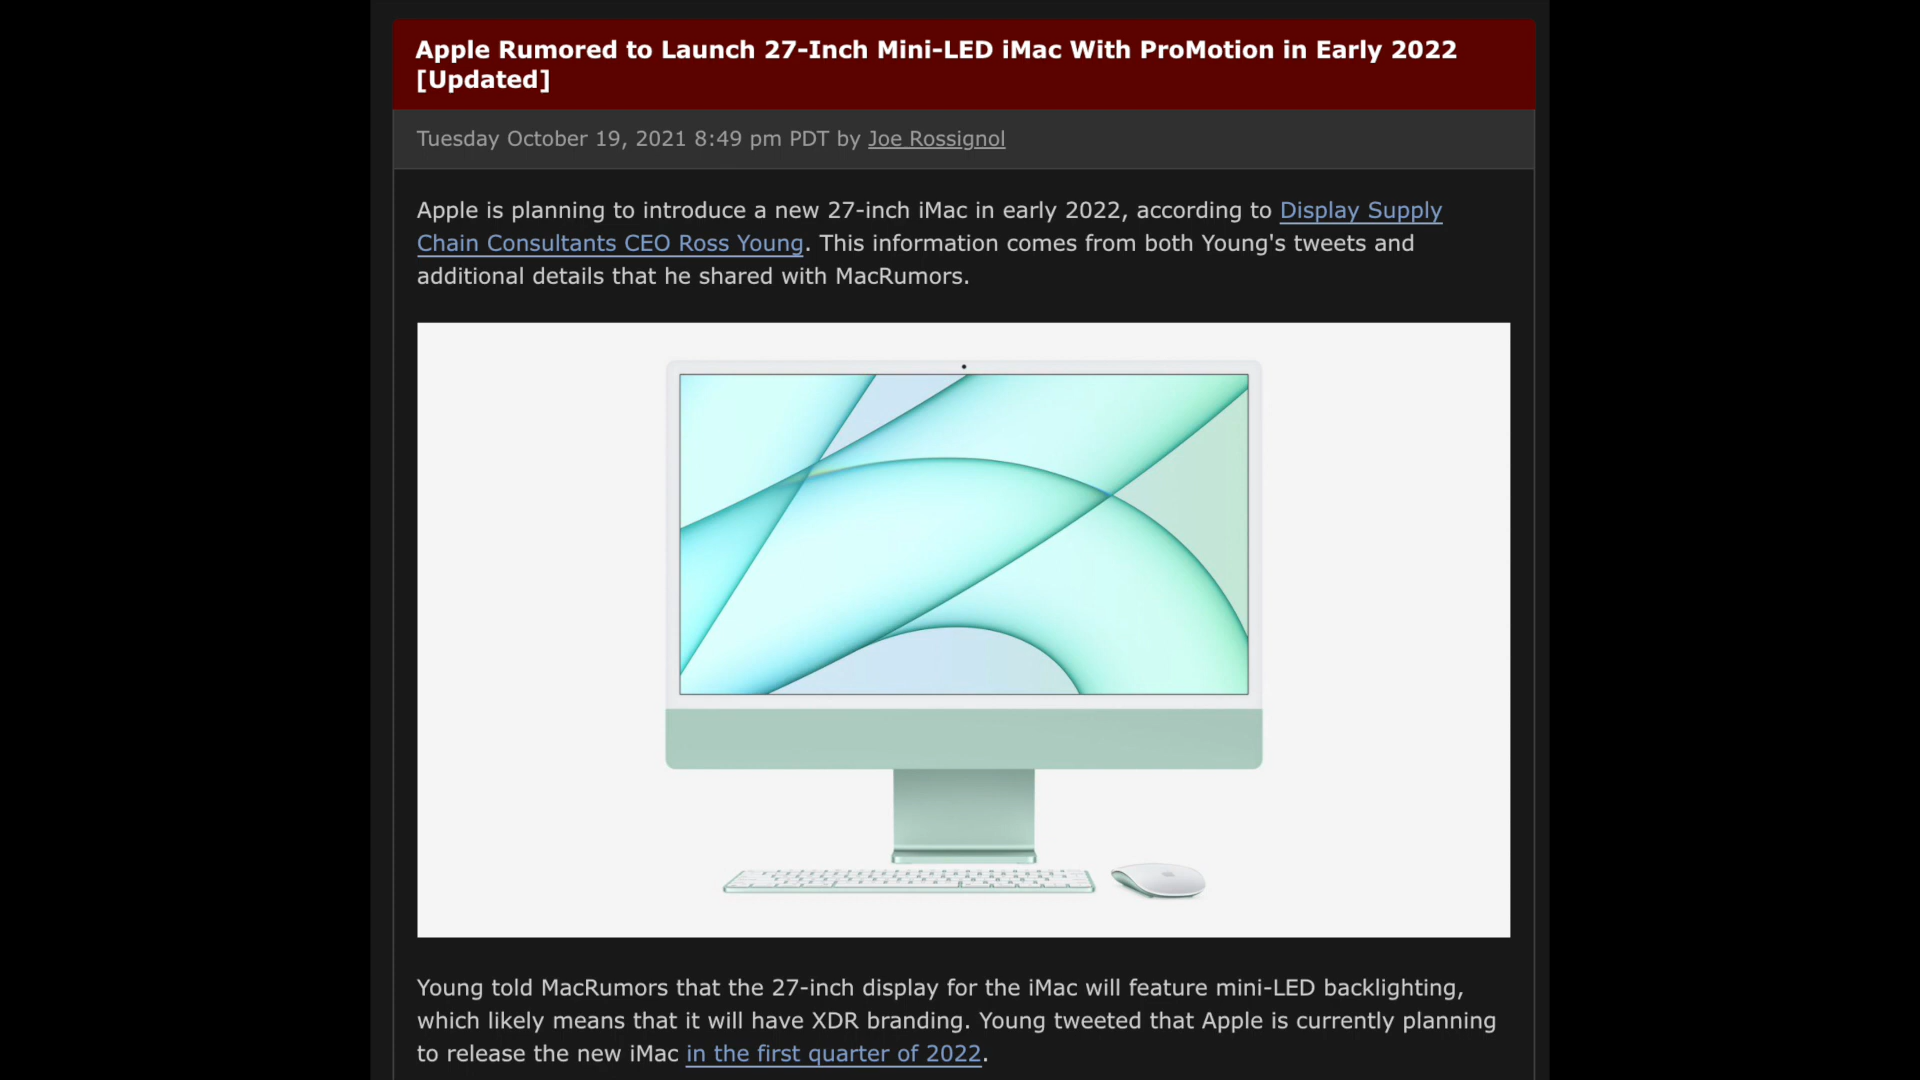 Apple Rumored to Launch 27-Inch Mini-LED iMac With ProMotion in Early 2022
[Updated]
Tuesday October 19, 2021 8:49 pm PDT by Joe Rossignol
Apple is planning to introduce a new 27-inch iMac in early 2022, according to Display Supply
Chain Consultants CEO Ross Young. This information comes from both Young's tweets and
additional details that he shared with MacRumors.
Young told MacRumors that the 27-inch display for the iMac will feature mini-LED backlighting,
which likely means that it will have XDR branding. Young tweeted that Apple is currently planning
to release the new iMac in the first quarter of 2022.